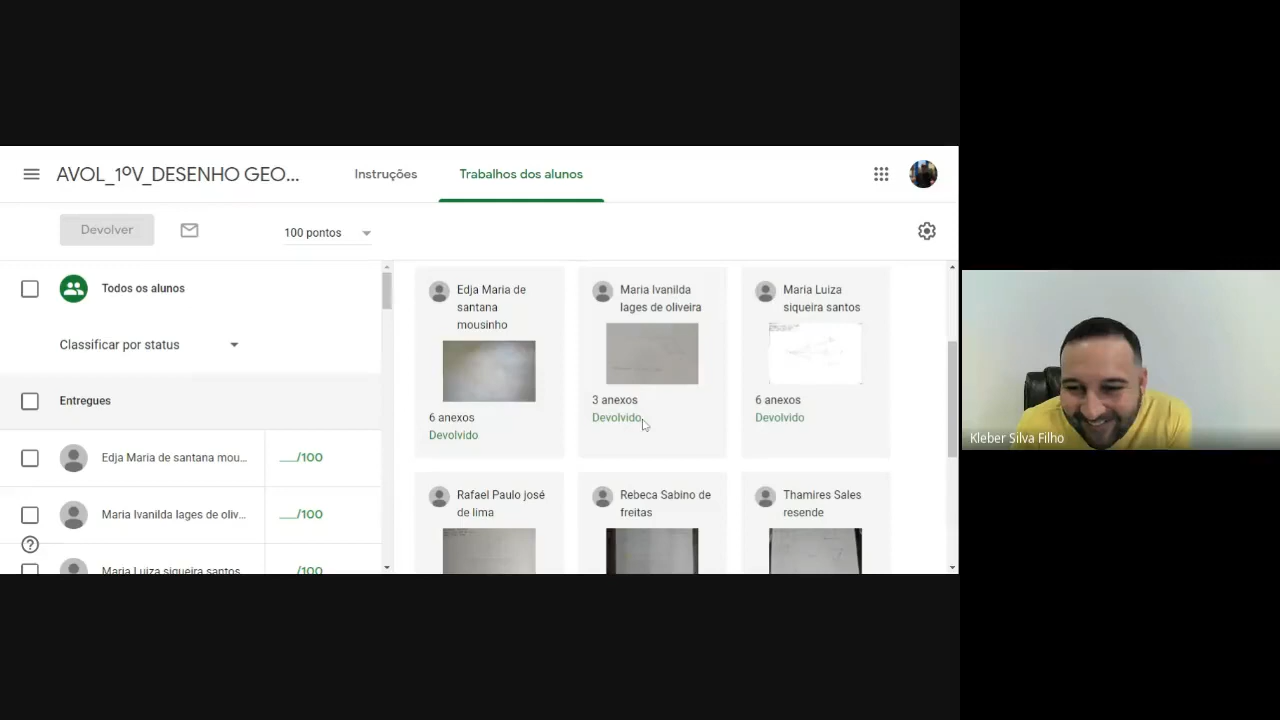 AVOL_1ºV_DESENHO GEO...
Instruções
Trabalhos dos alunos
Devolver
100 pontos
Todos os alunos
Classificar por status
Entregues
Edja Maria de santana mou...
__/100
Maria Ivanilda lages de oliv...
__/100
Maria Luiza siqueira santos
__/100
Edja Maria de
santana
mousinho
6 anexos
Devolvido
Maria Ivanilda
lages de oliveira
3 anexos
Devolvido
Maria Luiza
siqueira santos
6 anexos
Devolvido
Rafael Paulo josé
de lima
Rebeca Sabino de
freitas
Thamires Sales
resende
Kleber Silva Filho